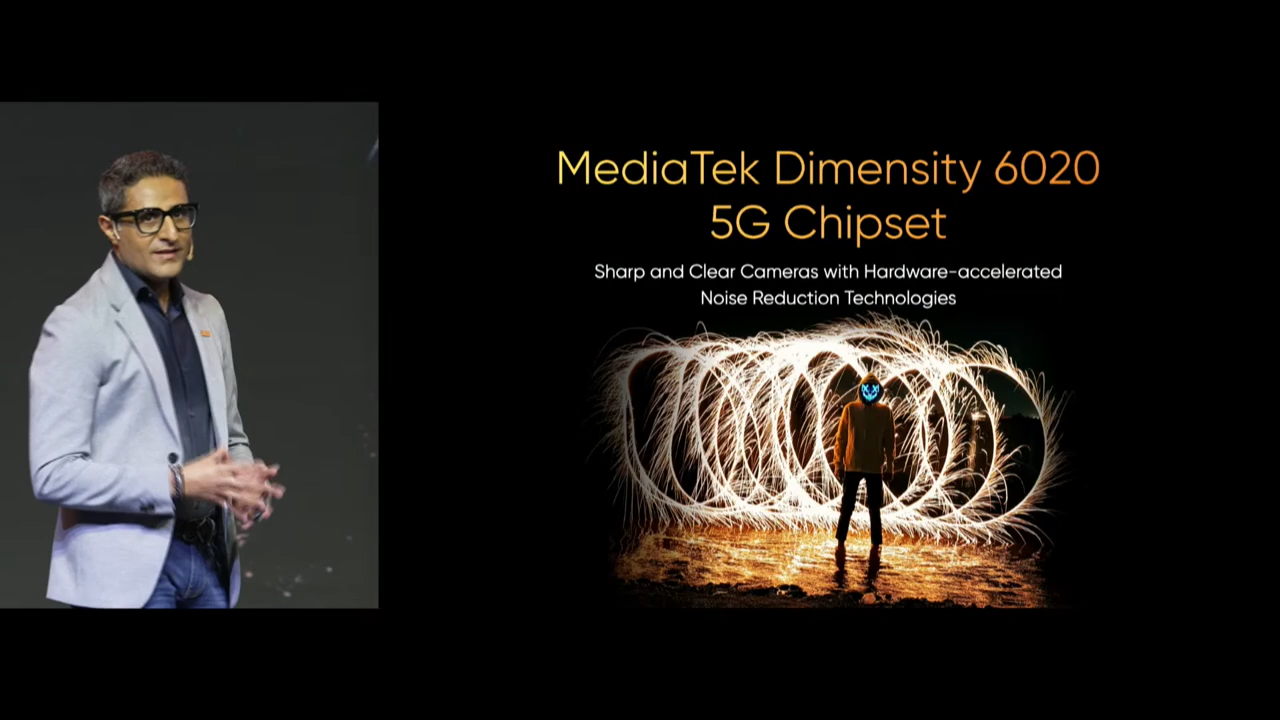 MediaTek Dimensity 6020
5G Chipset
Sharp and Clear Cameras with Hardware-accelerated
Noise Reduction Technologies